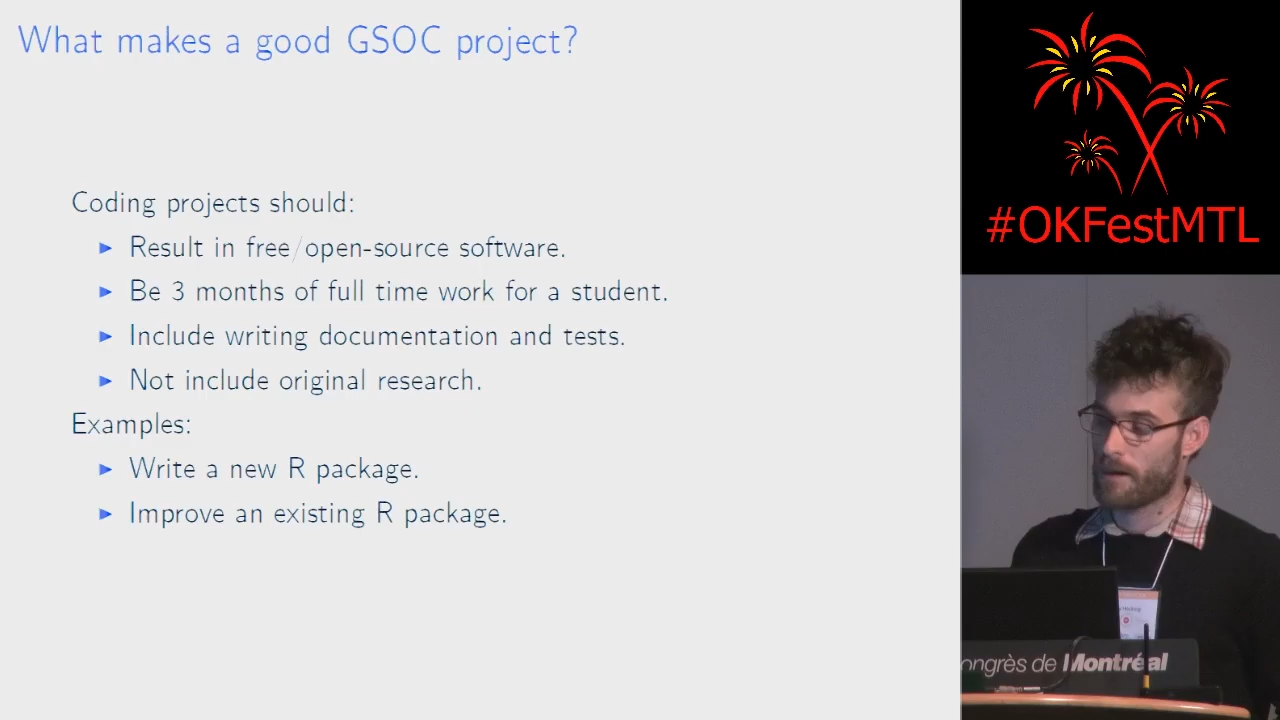 What makes a good GSOC project?
Coding projects should:
Result in free/open-source software.
Be 3 months of full time work for a student.
Include writing documentation and tests.
Not include original research.
Examples:
Write a new R package.
Improve an existing R package.
#OKFestMTL
Hocking
ongrès de Montréal